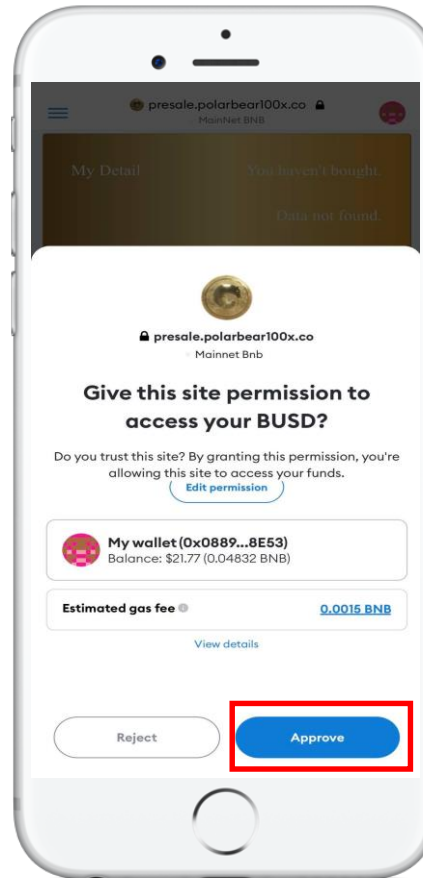 presale.polarbear100x.co
MainNet BNB
My Detail You haven't bought.
Data not found.
presale.polarbear100x.co
Mainnet Bnb
Give this site permission to
access your BUSD?
Do you trust this site? By granting this permission, you're
allowing this site to access your funds.
Edit permission
My wallet (0x0889...8E53)
Balance: $21.77 (0.04832 BNB)
Estimated gas fee 0.0015 BNB
View details
Reject Approve